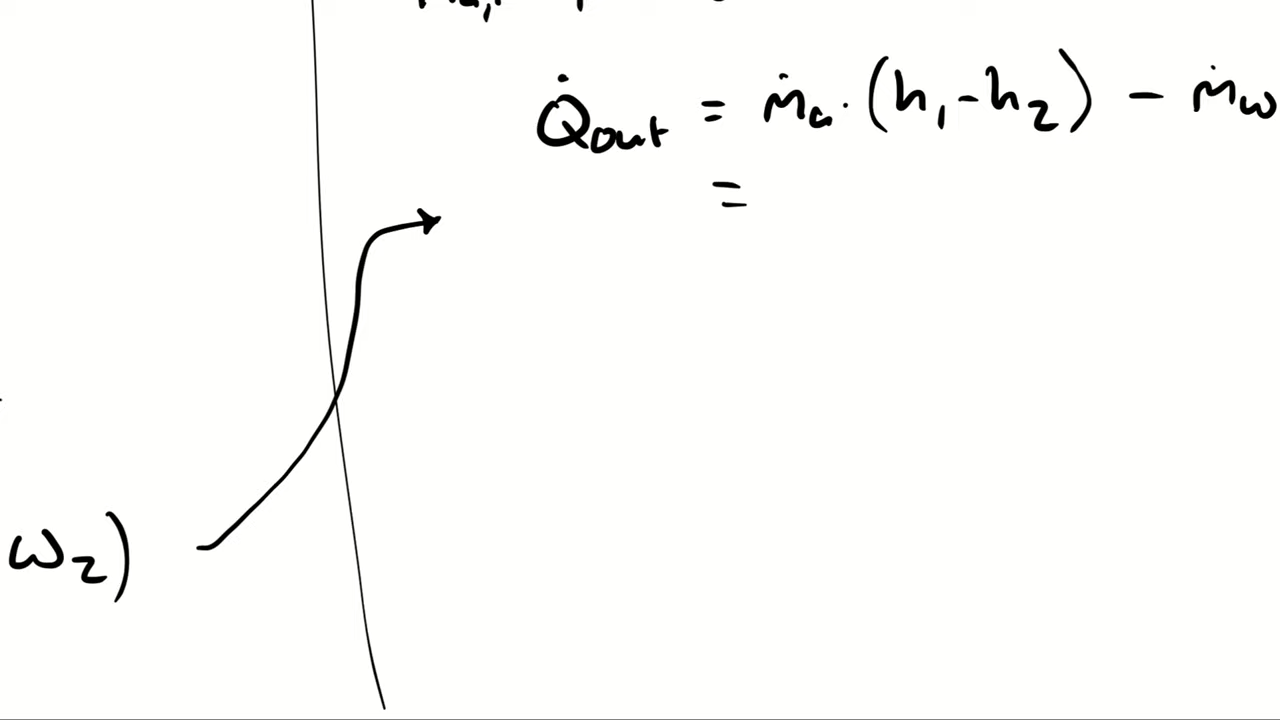 Q̇out = ṁa · (h₁ - h₂) - ṁw
=
ω₂)